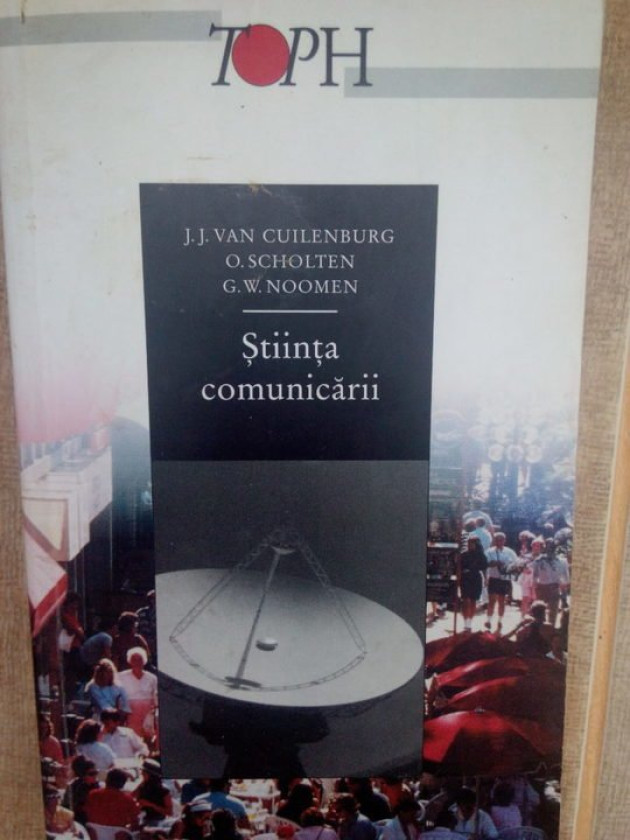 TOPH
J. J. VAN CUILENBURG
O. SCHOLTEN
G. W. NOOMEN
Știința
comunicării